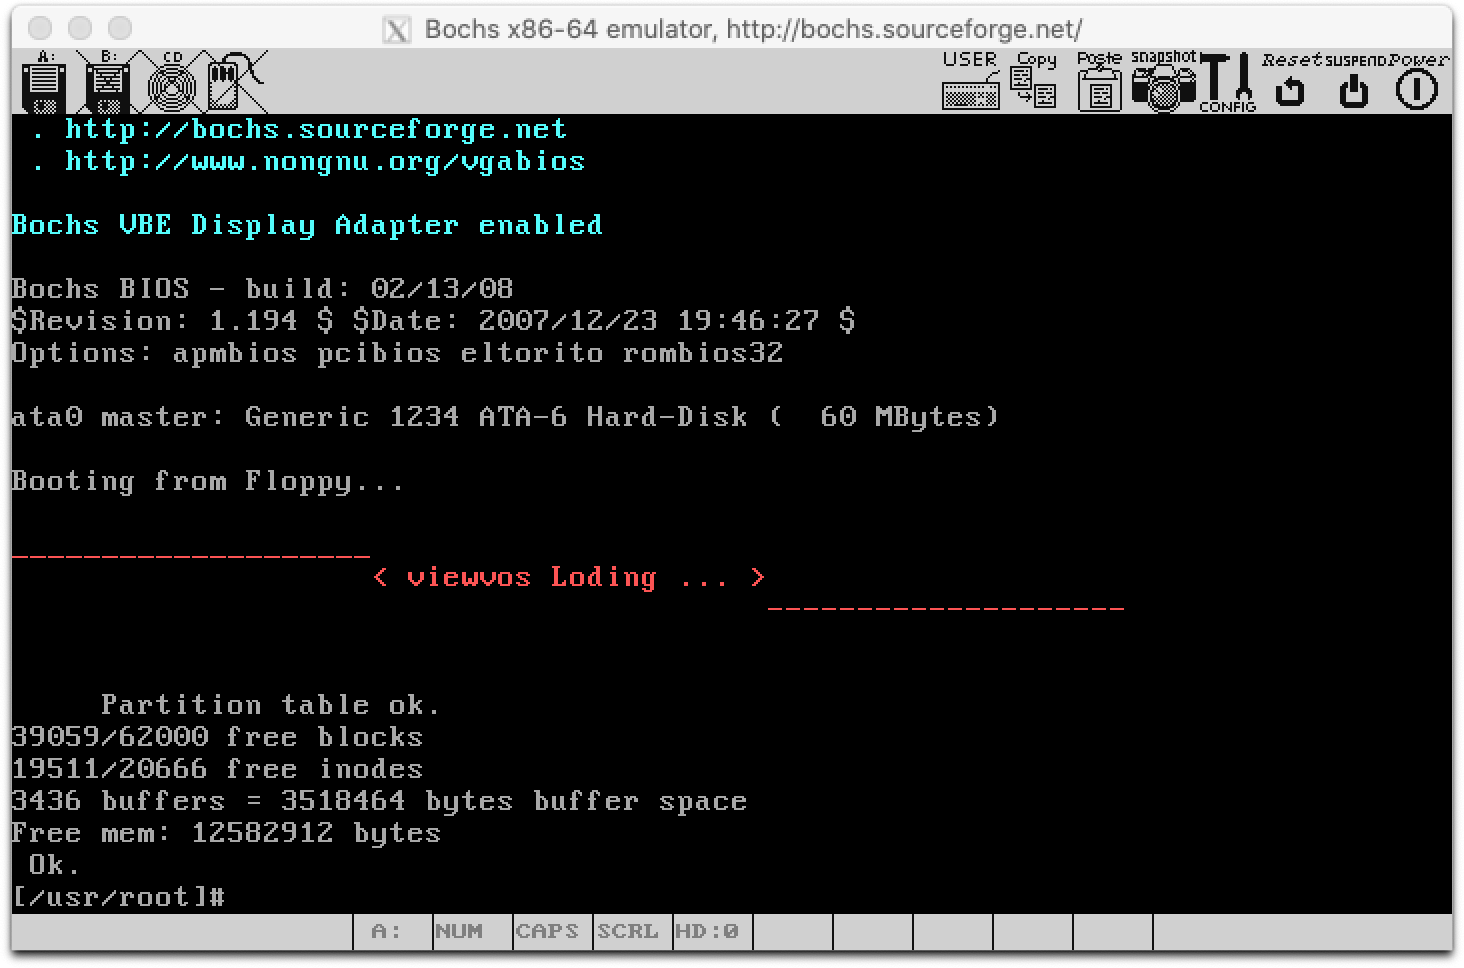 Bochs x86-64 emulator, http://bochs.sourceforge.net/
A: B: CD USER Copy Paste snapshot CONFIG Reset SUSPEND Power
. http://bochs.sourceforge.net
. http://www.nongnu.org/vgabios
Bochs VBE Display Adapter enabled
Bochs BIOS - build: 02/13/08
$Revision: 1.194 $ $Date: 2007/12/23 19:46:27 $
Options: apmbios pcibios eltorito rombios32
ata0 master: Generic 1234 ATA-6 Hard-Disk (  60 MBytes)
Booting from Floppy...
--------------------
< viewvos Loding ... >
--------------------
Partition table ok.
39059/62000 free blocks
19511/20666 free inodes
3436 buffers = 3518464 bytes buffer space
Free mem: 12582912 bytes
Ok.
[/usr/root]#
A: NUM CAPS SCRL HD:0